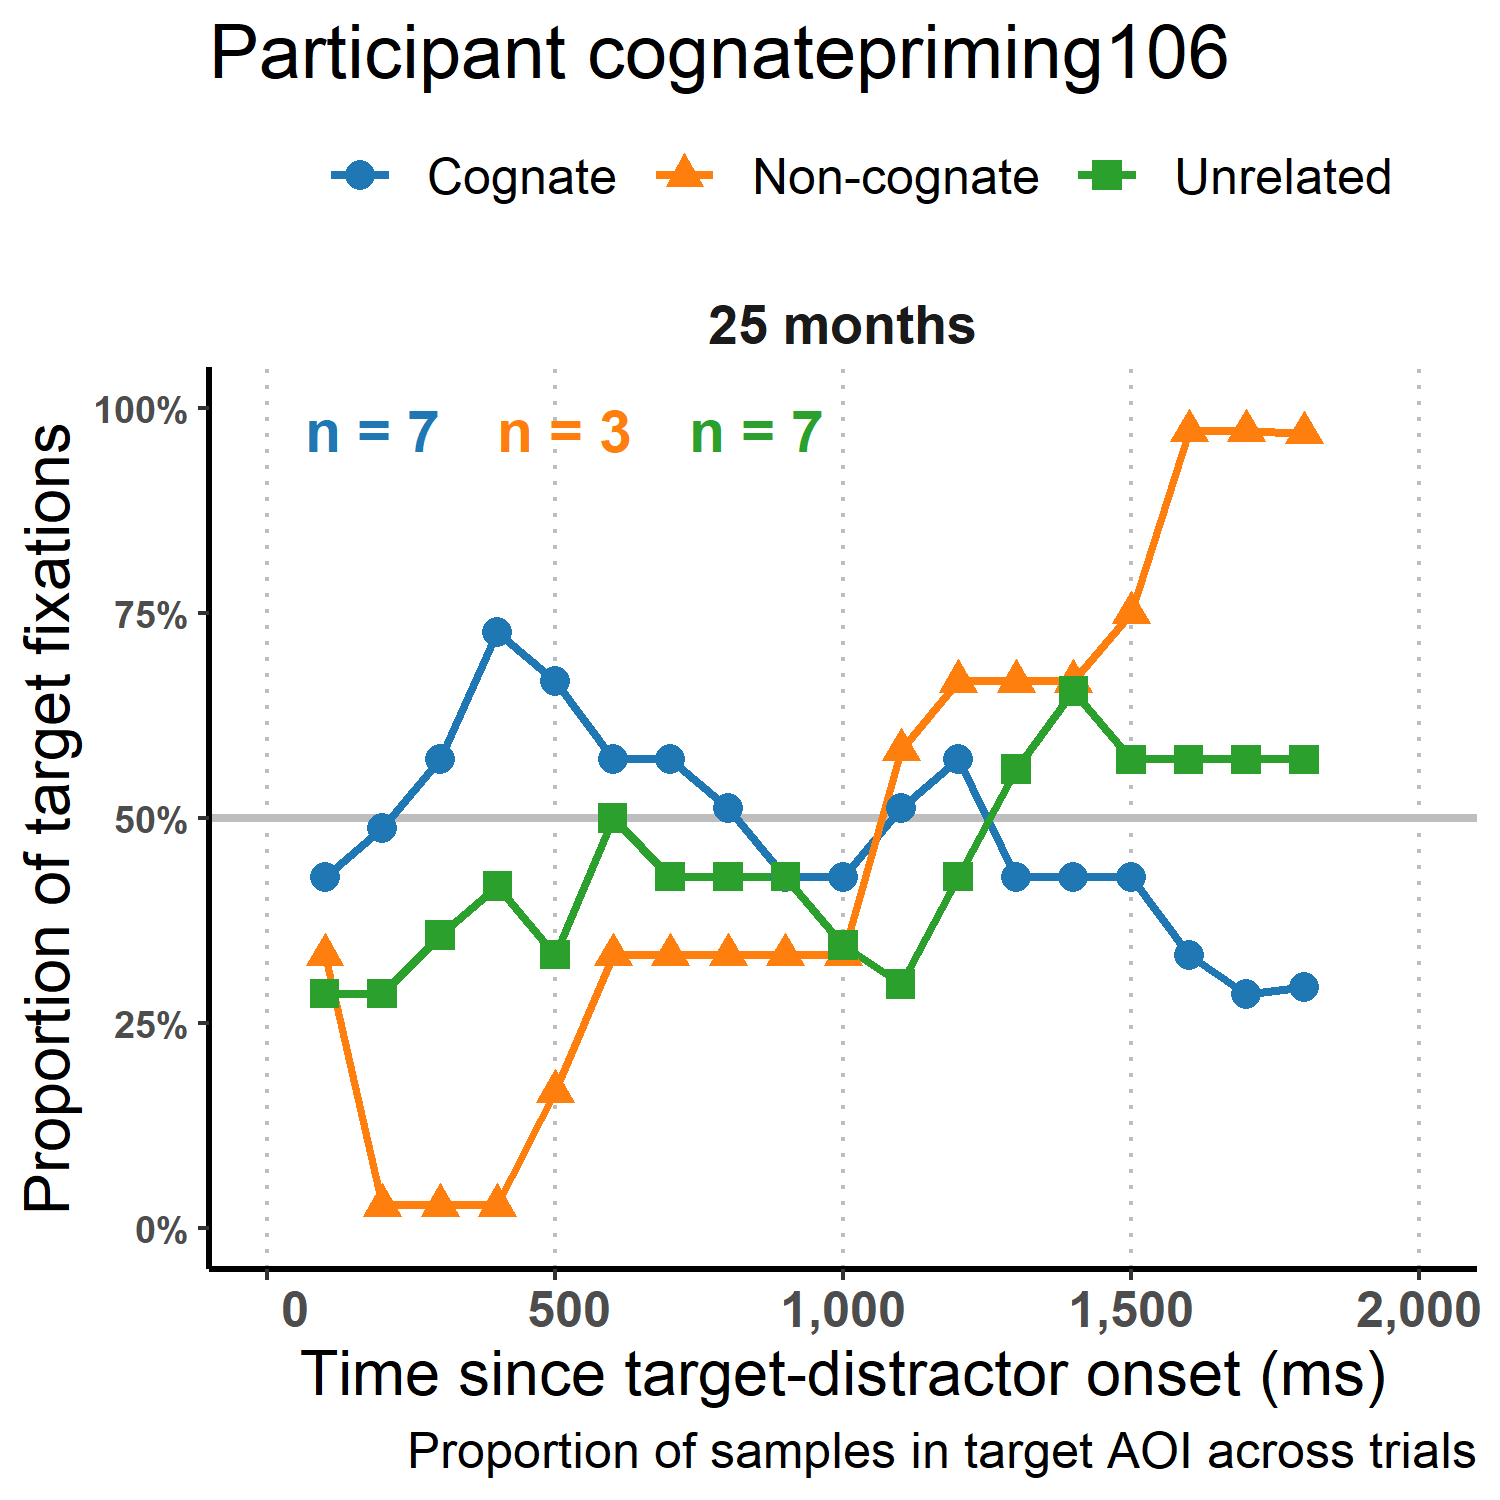 Participant cognatepriming106
Cognate Non-cognate Unrelated
25 months
n = 7 n = 3 n = 7
100%
75%
50%
25%
0%
Proportion of target fixations
0 500 1,000 1,500 2,000
Time since target-distractor onset (ms)
Proportion of samples in target AOI across trials